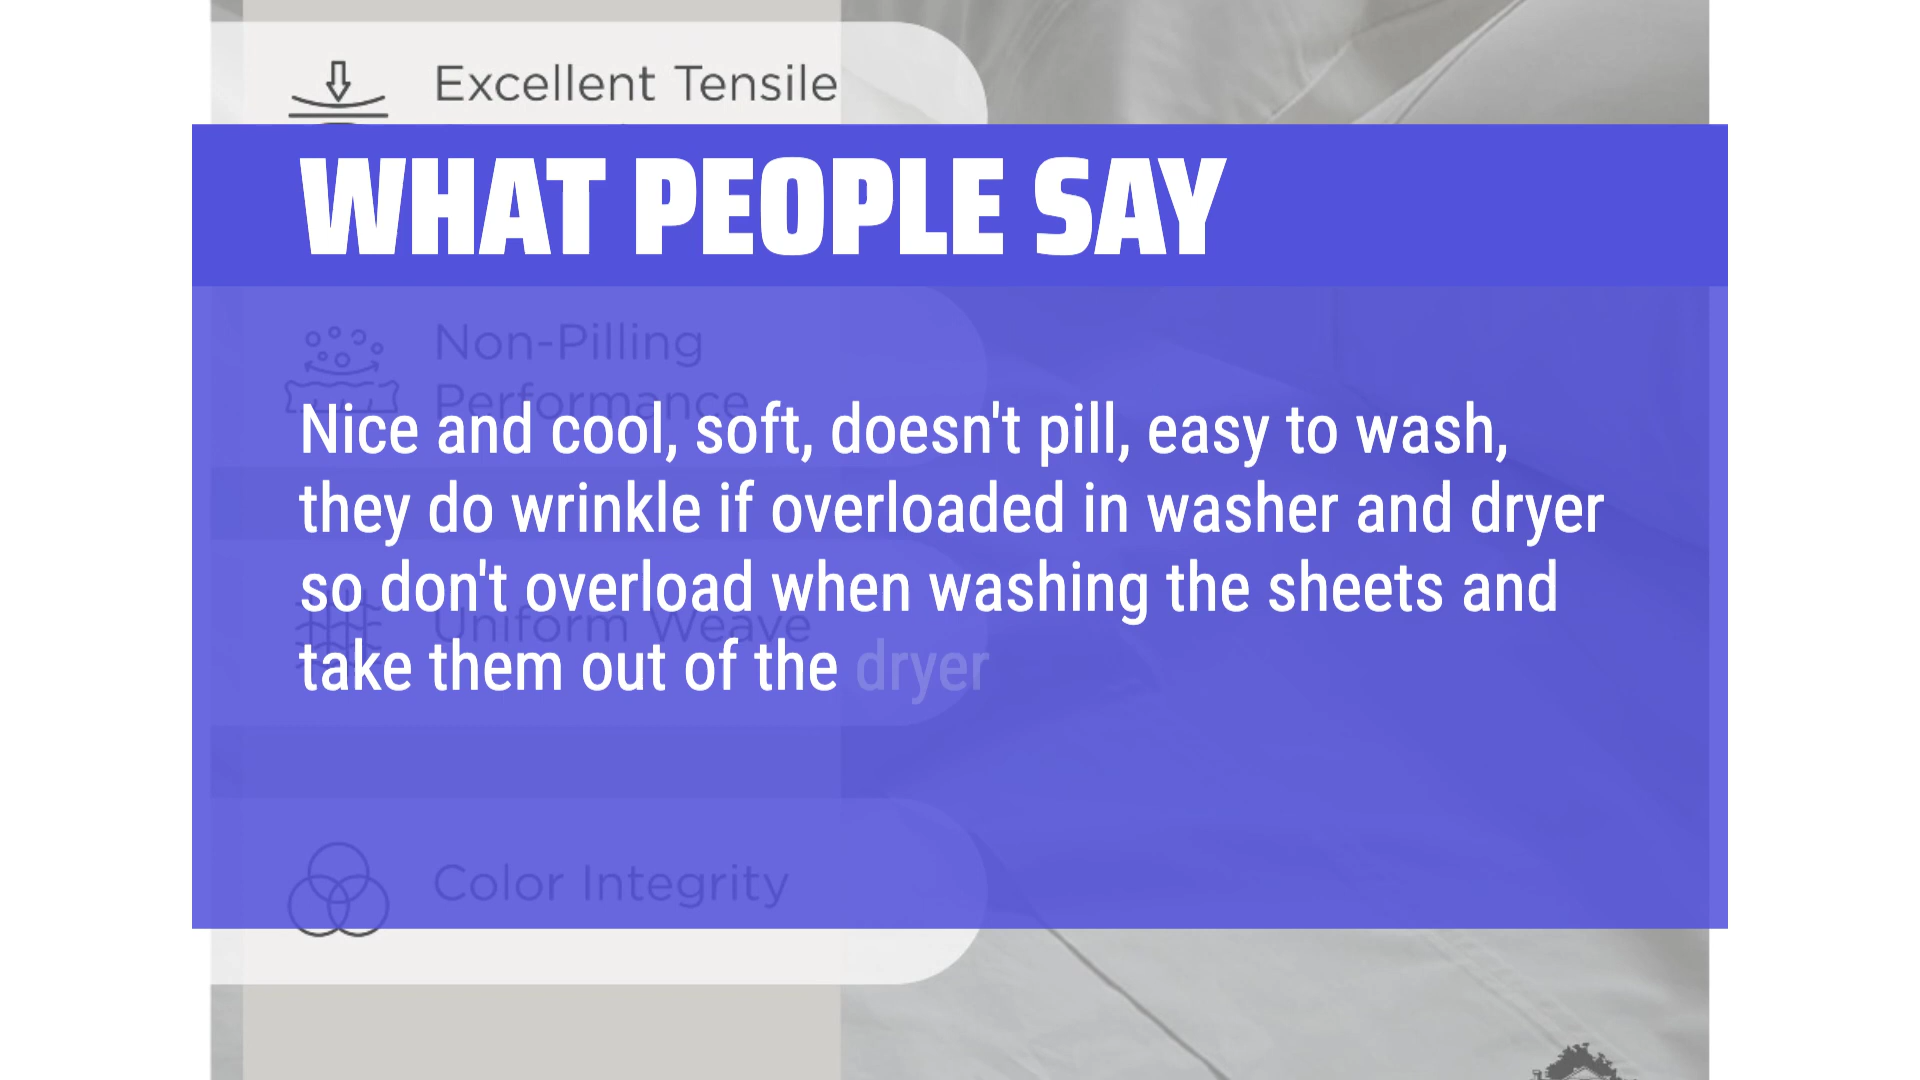 Excellent Tensile
WHAT PEOPLE SAY
Non-Pilling
Performance
Nice and cool, soft, doesn't pill, easy to wash,
they do wrinkle if overloaded in washer and dryer
so don't overload when washing the sheets and
Uniform Weave
take them out of the dryer
Color Integrity